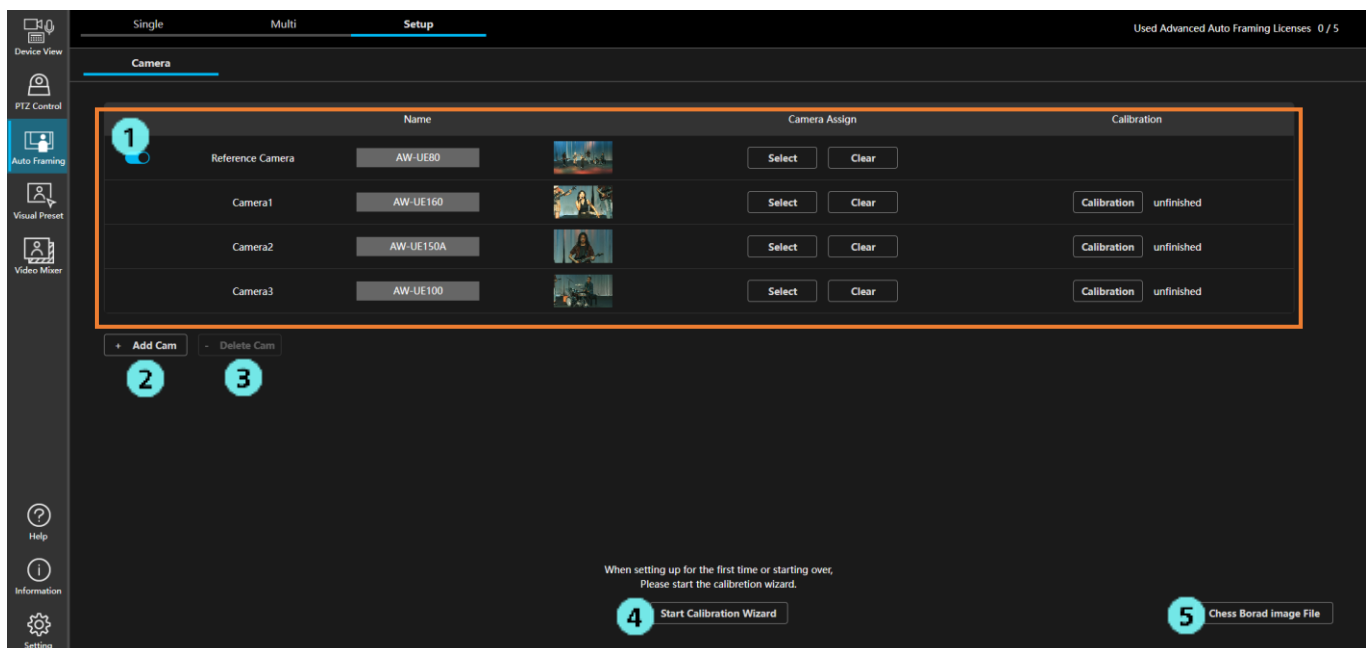 Single Multi Setup Used Advanced Auto Framing Licenses 0 / 5
Device View
Camera
PTZ Control
Name Camera Assign Calibration
1
Auto Framing
Reference Camera AW-UE80 Select Clear
Camera1 AW-UE160 Select Clear Calibration unfinished
Visual Preset
Camera2 AW-UE150A Select Clear Calibration unfinished
Video Mixer
Camera3 AW-UE100 Select Clear Calibration unfinished
+ Add Cam - Delete Cam
2 3
? Help
When setting up for the first time or starting over,
Please start the calibretion wizard.
i Information
4 Start Calibration Wizard 5 Chess Borad image File
Setting